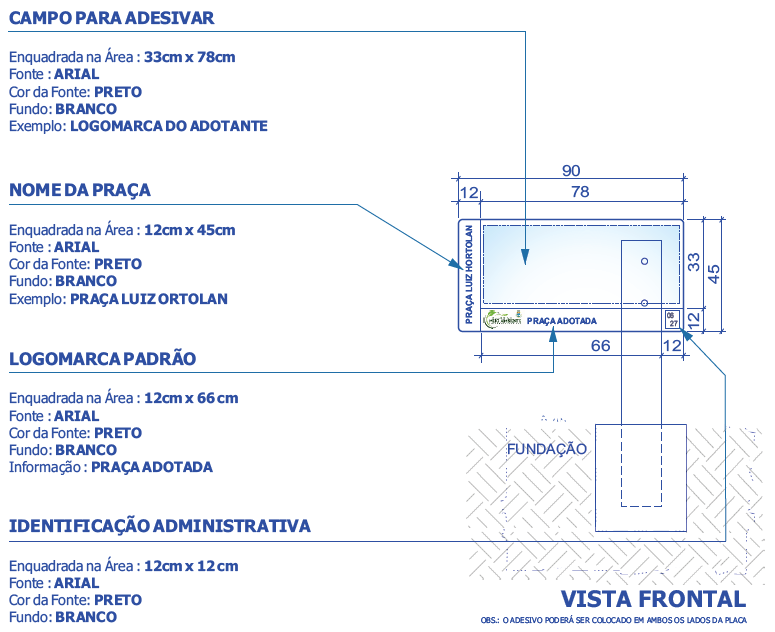 CAMPO PARA ADESIVAR
Enquadrada na Área : 33cm x 78cm
Fonte : ARIAL
Cor da Fonte: PRETO
Fundo: BRANCO
Exemplo: LOGOMARCA DO ADOTANTE
NOME DA PRAÇA
Enquadrada na Área : 12cm x 45cm
Fonte : ARIAL
Cor da Fonte: PRETO
Fundo: BRANCO
Exemplo: PRAÇA LUIZ ORTOLAN
LOGOMARCA PADRÃO
Enquadrada na Área : 12cm x 66 cm
Fonte : ARIAL
Cor da Fonte: PRETO
Fundo: BRANCO
Informação : PRAÇA ADOTADA
IDENTIFICAÇÃO ADMINISTRATIVA
Enquadrada na Área : 12cm x 12 cm
Fonte : ARIAL
Cor da Fonte: PRETO
Fundo: BRANCO
90
12
78
PRAÇA LUIZ HORTOLAN
33
45
12
PRAÇA ADOTADA
27
66
12
FUNDAÇÃO
VISTA FRONTAL
OBS.: O ADESIVO PODERÁ SER COLOCADO EM AMBOS OS LADOS DA PLACA